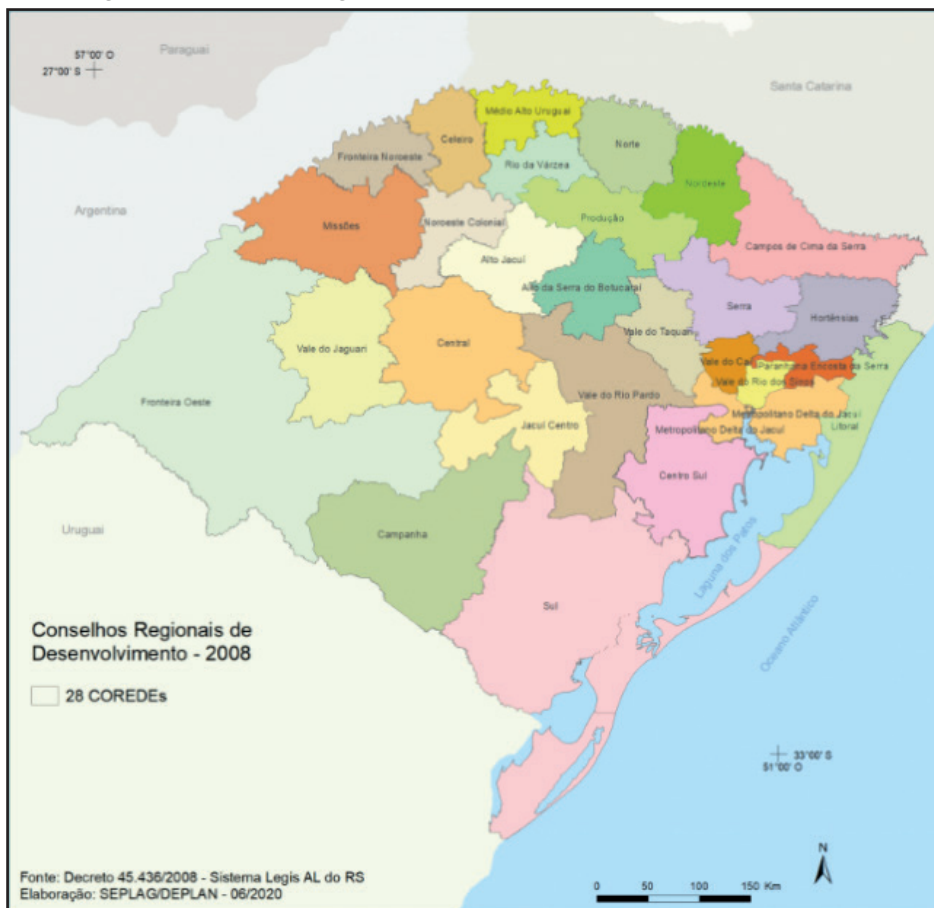 Paraguai
57°00' O
27°00' S
Santa Catarina
Médio Alto Uruguai
Celeiro
Norte
Fronteira Noroeste
Rio da Várzea
Nordeste
Argentina
Missões
Noroeste Colonial
Produção
Campos de Cima da Serra
Alto Jacuí
Alto da Serra do Botucaraí
Serra
Hortênsias
Vale do Taquari
Vale do Jaguari
Central
Vale do Caí
Paranhana Encosta da Serra
Vale do Rio dos Sinos
Fronteira Oeste
Vale do Rio Pardo
Metropolitano Delta do Jacuí
Litoral
Jacuí Centro
Metropolitano Delta do Jacuí
Centro Sul
Uruguai
Campanha
Laguna dos Patos
Sul
Oceano Atlântico
Conselhos Regionais de
Desenvolvimento - 2008
28 COREDEs
33°00' S
51°00' O
N
Fonte: Decreto 45.436/2008 - Sistema Legis AL do RS
Elaboração: SEPLAG/DEPLAN - 06/2020
0 50 100 150 Km